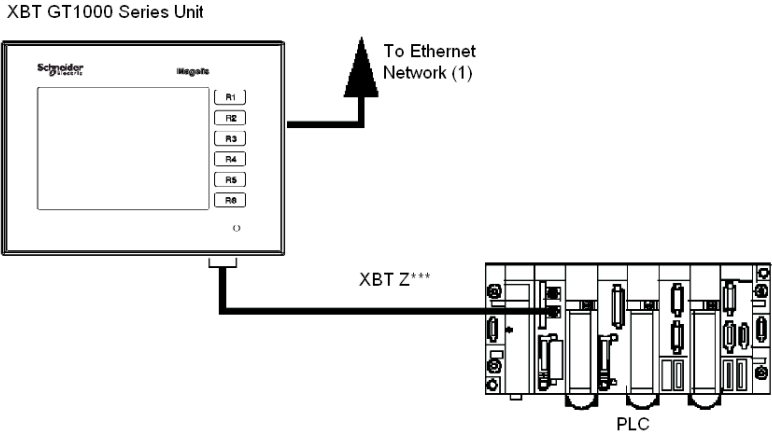 XBT GT1000 Series Unit
To Ethernet
Network (1)
Schneider
Electric
Magelis
R1
R2
R3
R4
R5
R6
XBT Z***
PLC